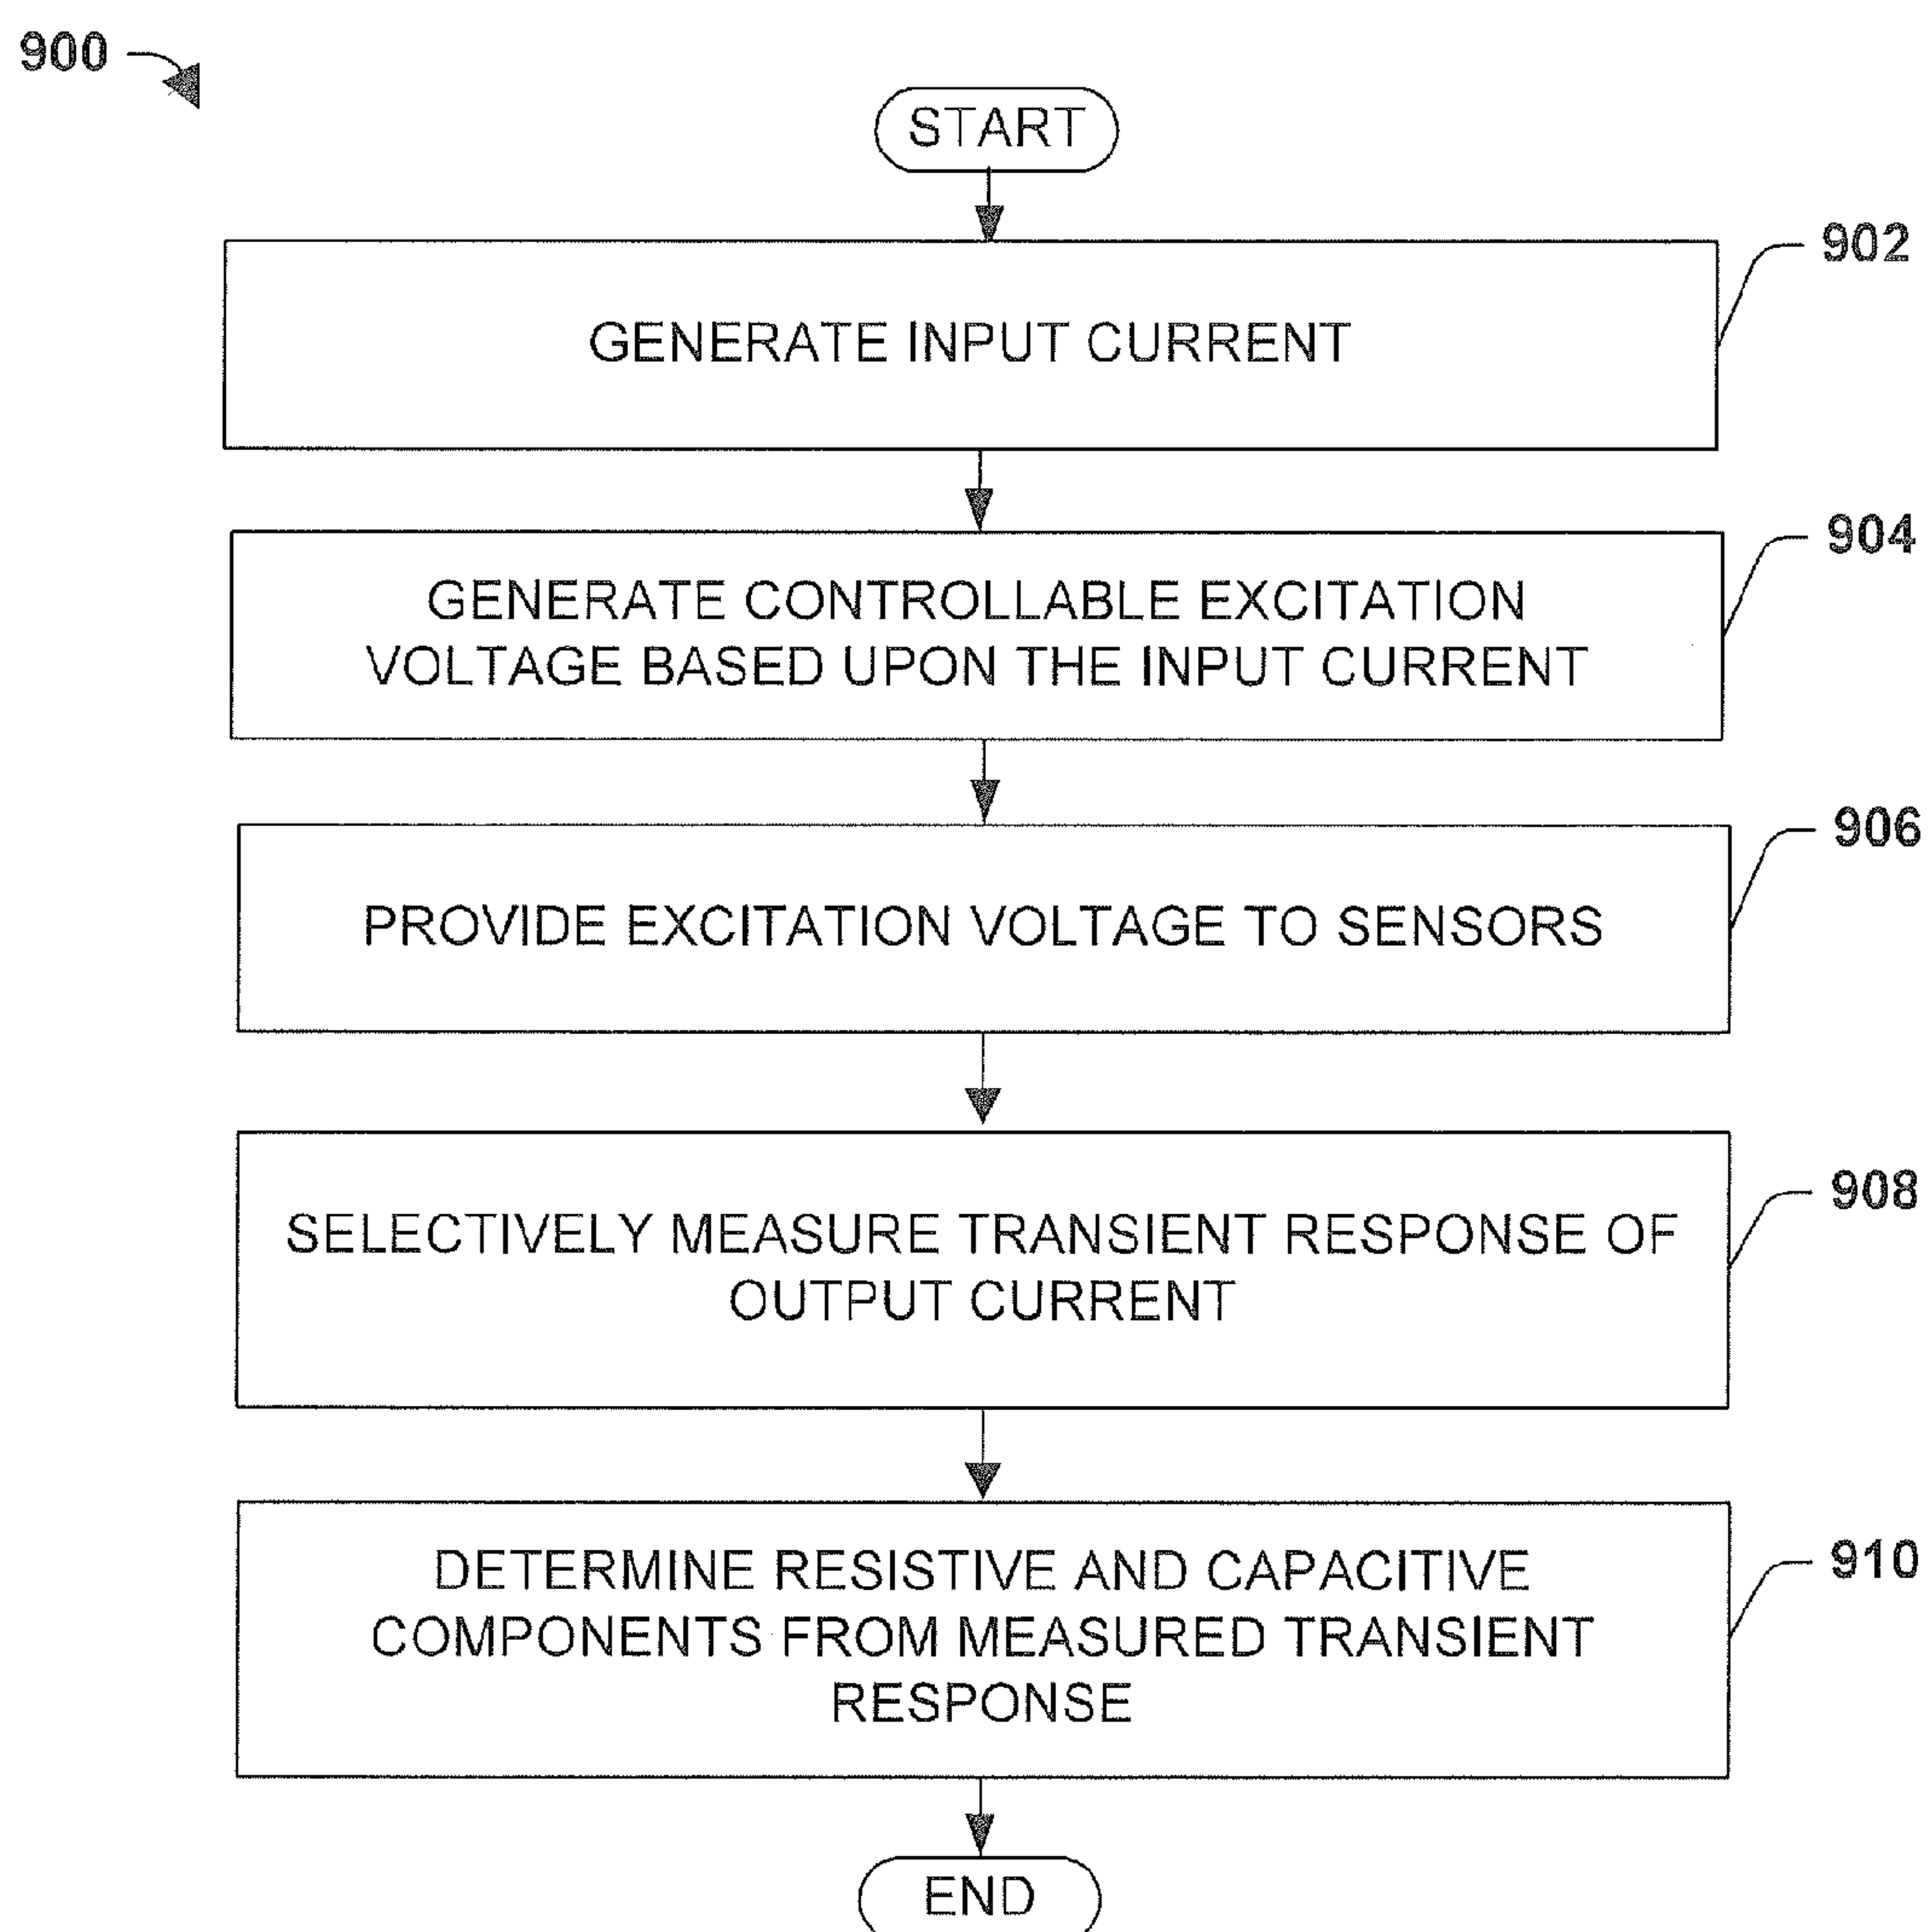 900
START
902
GENERATE INPUT CURRENT
904
GENERATE CONTROLLABLE EXCITATION
VOLTAGE BASED UPON THE INPUT CURRENT
906
PROVIDE EXCITATION VOLTAGE TO SENSORS
908
SELECTIVELY MEASURE TRANSIENT RESPONSE OF
OUTPUT CURRENT
910
DETERMINE RESISTIVE AND CAPACITIVE
COMPONENTS FROM MEASURED TRANSIENT
RESPONSE
END